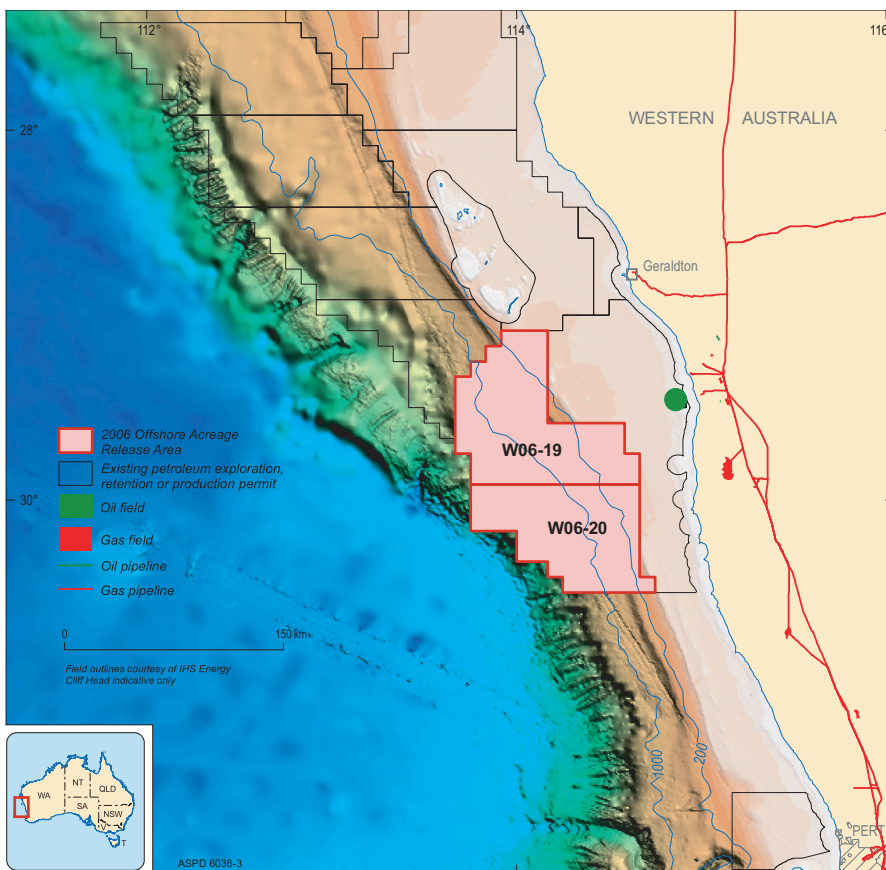 112°
114°
116
28°
WESTERN AUSTRALIA
Geraldton
2006 Offshore Acreage
Release Area
W06-19
Existing petroleum exploration,
retention or production permit
30°
Oil field
W06-20
Gas field
Oil pipeline
Gas pipeline
0 150 km
Field outlines courtesy of IHS Energy
Cliff Head indicative only
1000
200
WA
NT
QLD
SA
NSW
V
T
PERT
ASPD 6036-3